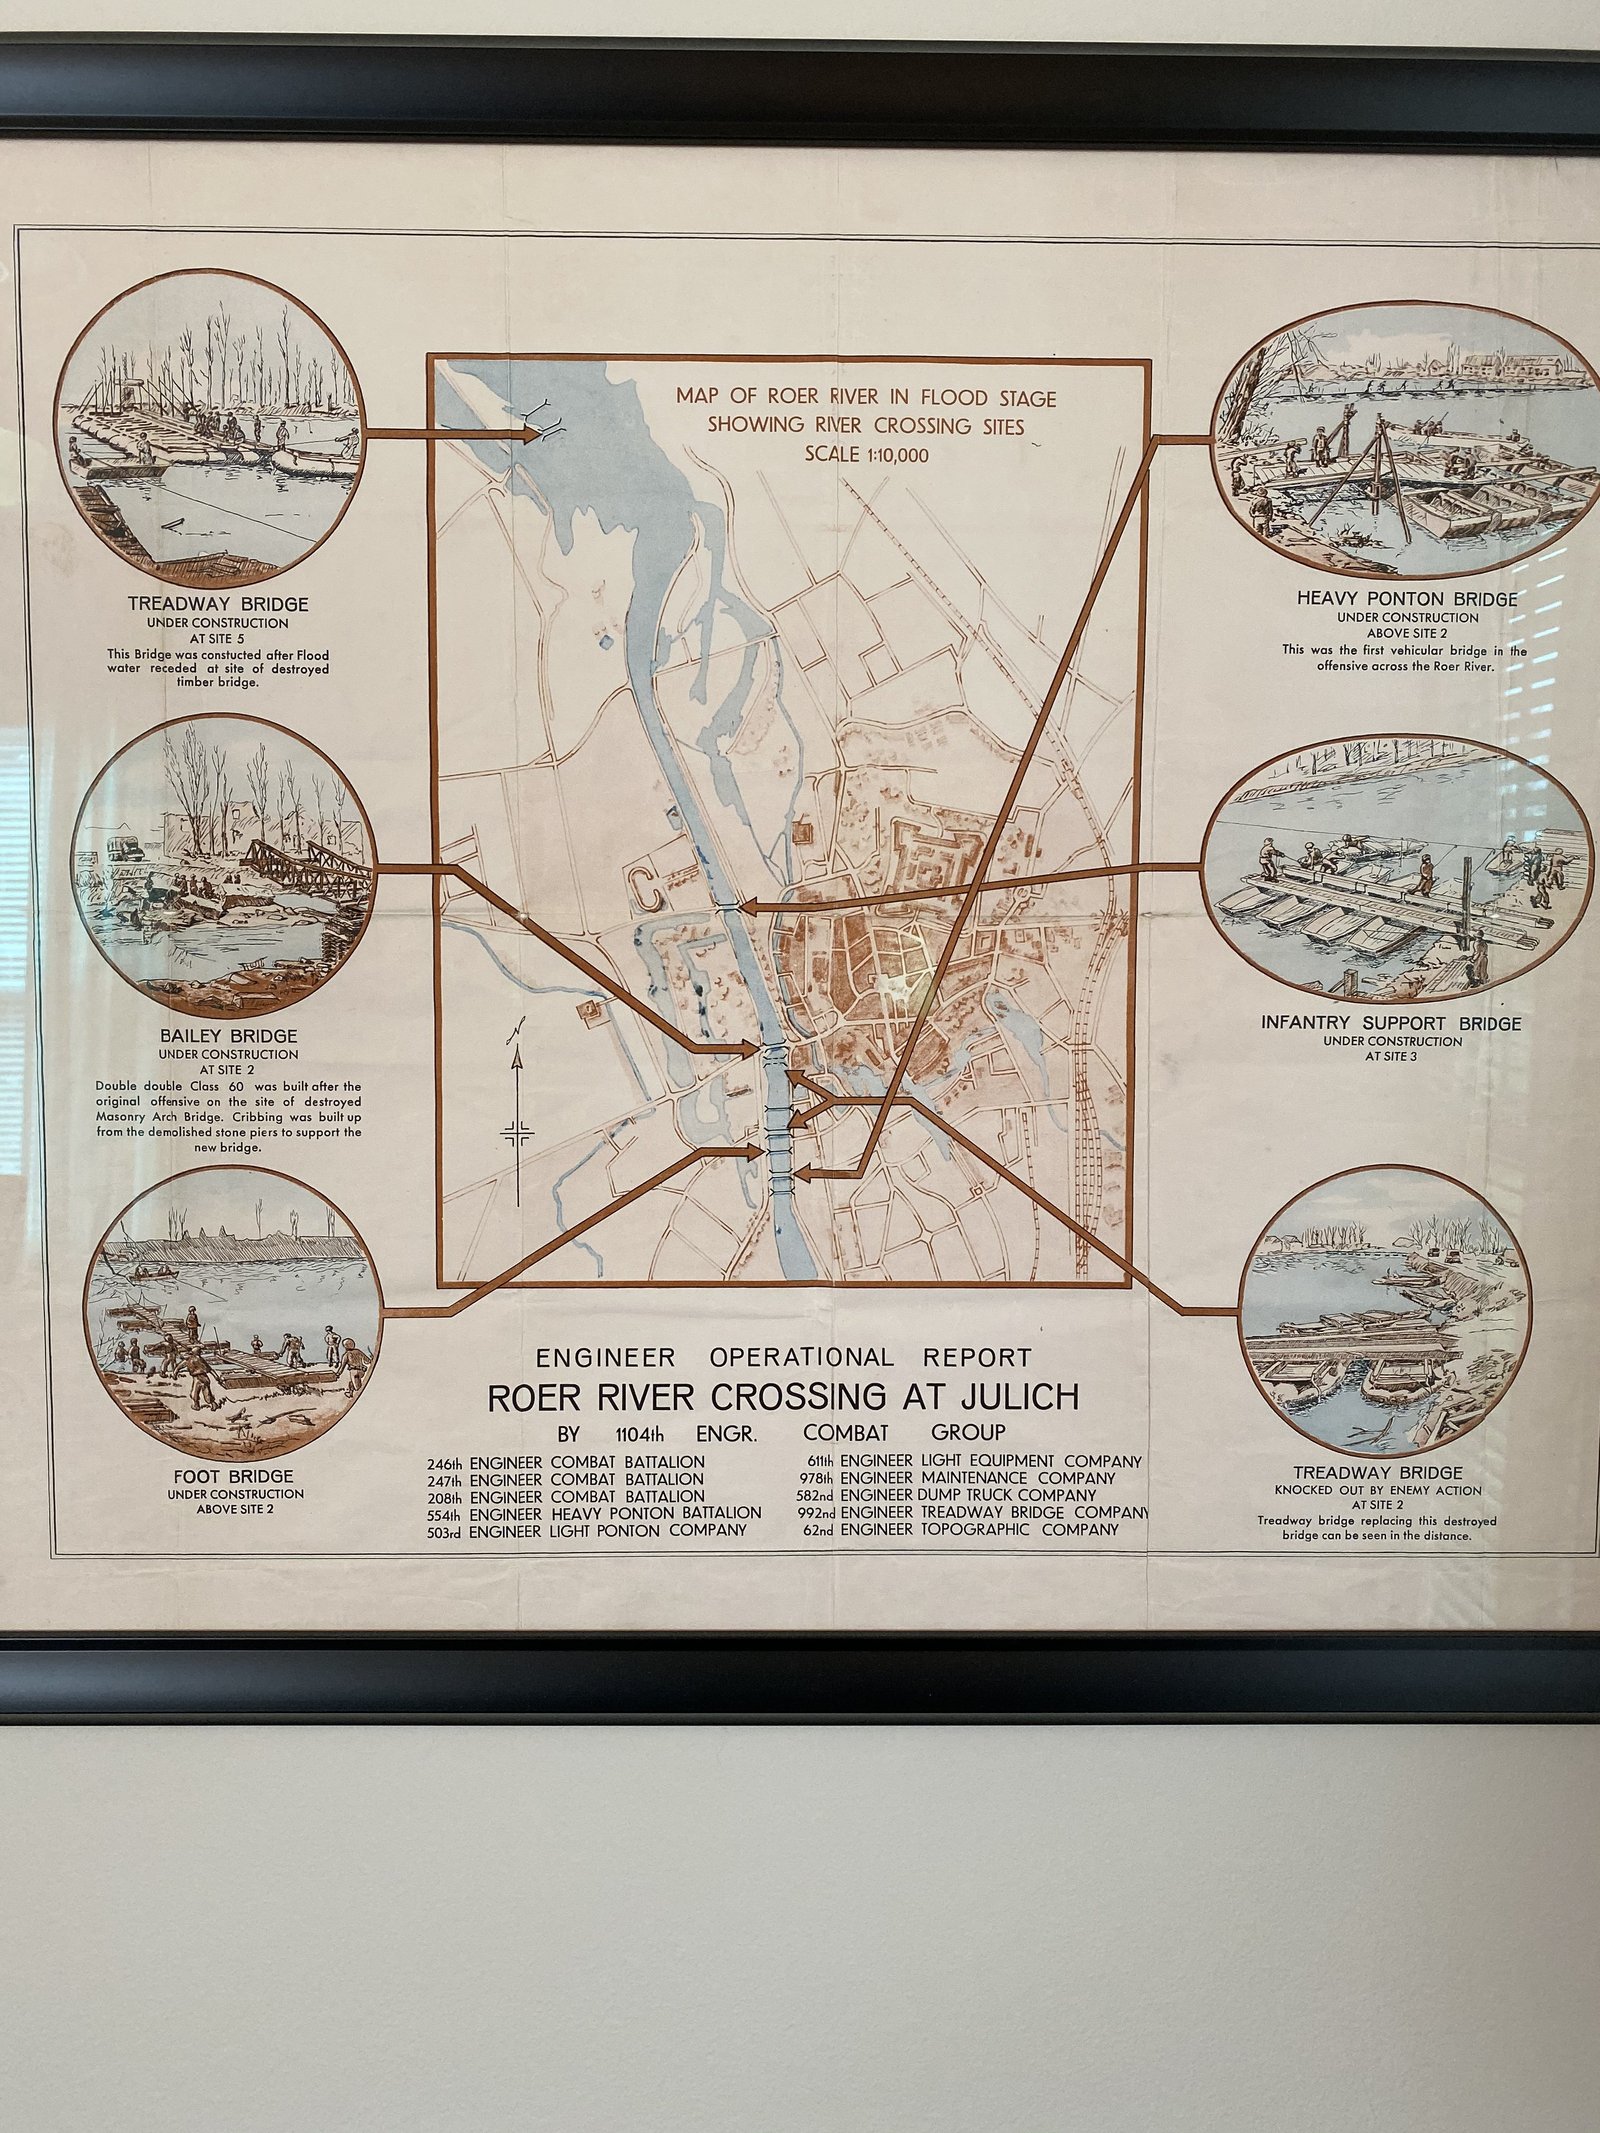 MAP OF ROER RIVER IN FLOOD STAGE
SHOWING RIVER CROSSING SITES
SCALE 1:10,000
TREADWAY BRIDGE
UNDER CONSTRUCTION
AT SITE 5
This Bridge was constucted after Flood
water receded at site of destroyed
timber bridge.
HEAVY PONTON BRIDGE
UNDER CONSTRUCTION
ABOVE SITE 2
This was the first vehicular bridge in the
offensive across the Roer River.
BAILEY BRIDGE
UNDER CONSTRUCTION
AT SITE 2
Double double Class 60 was built after the
original offensive on the site of destroyed
Masonry Arch Bridge. Cribbing was built up
from the demolished stone piers to support the
new bridge.
N
INFANTRY SUPPORT BRIDGE
UNDER CONSTRUCTION
AT SITE 3
FOOT BRIDGE
UNDER CONSTRUCTION
ABOVE SITE 2
TREADWAY BRIDGE
KNOCKED OUT BY ENEMY ACTION
AT SITE 2
Treadway bridge replacing this destroyed
bridge can be seen in the distance.
ENGINEER OPERATIONAL REPORT
ROER RIVER CROSSING AT JULICH
BY 1104th ENGR. COMBAT GROUP
246th ENGINEER COMBAT BATTALION
247th ENGINEER COMBAT BATTALION
208th ENGINEER COMBAT BATTALION
554th ENGINEER HEAVY PONTON BATTALION
503rd ENGINEER LIGHT PONTON COMPANY
611th ENGINEER LIGHT EQUIPMENT COMPANY
978th ENGINEER MAINTENANCE COMPANY
582nd ENGINEER DUMP TRUCK COMPANY
992nd ENGINEER TREADWAY BRIDGE COMPANY
62nd ENGINEER TOPOGRAPHIC COMPANY